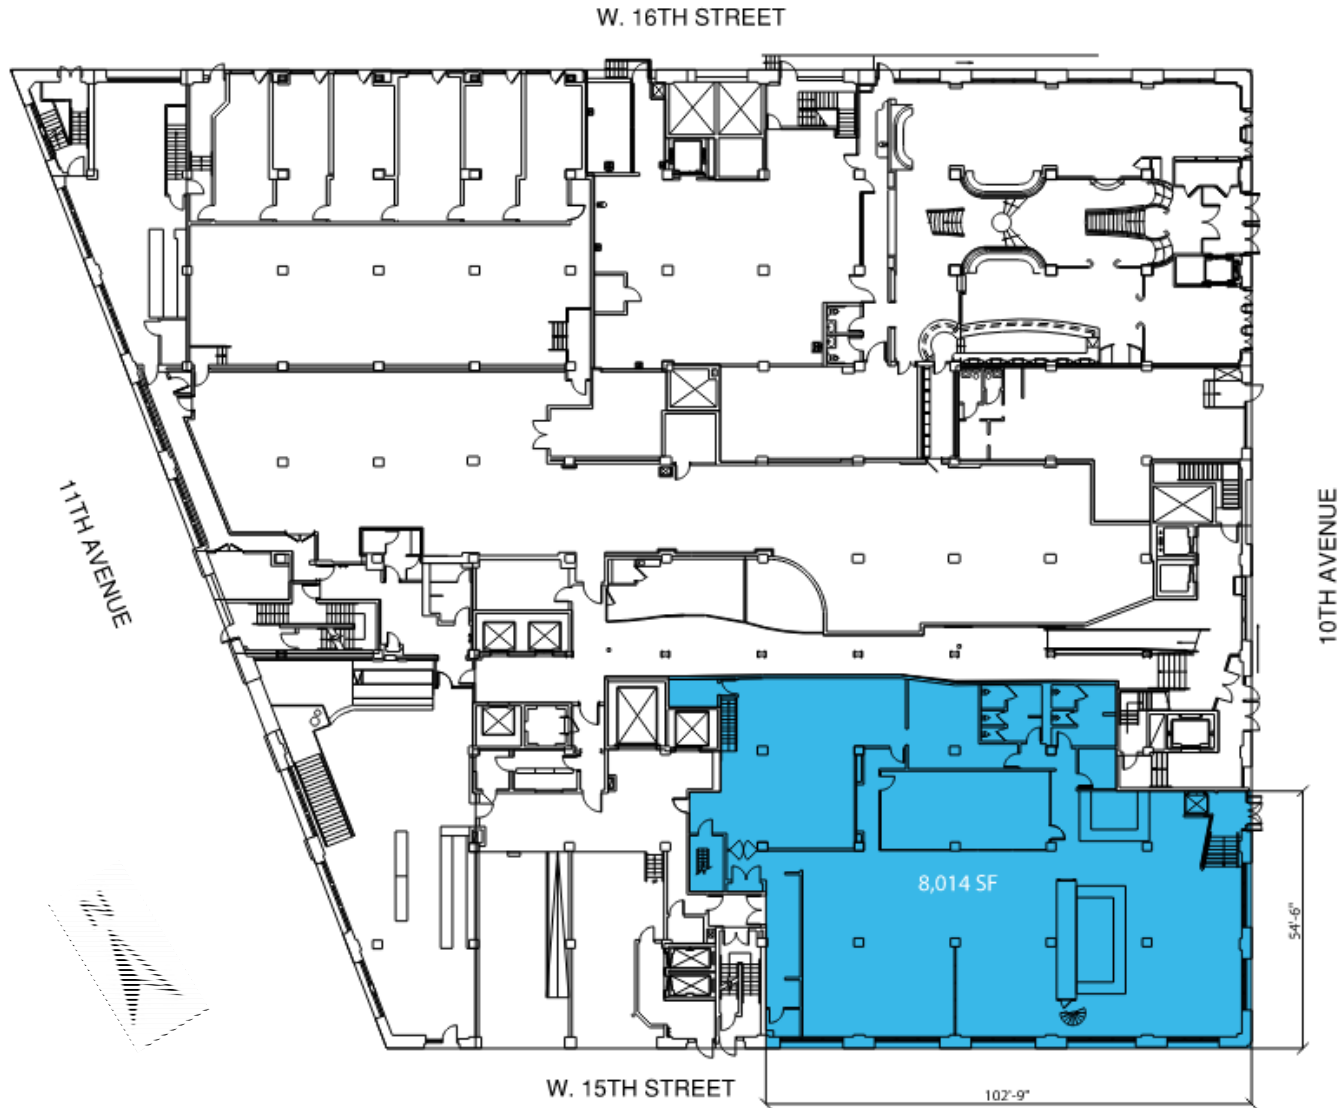 W. 16TH STREET
11TH AVENUE
10TH AVENUE
8,014 SF
54'-6"
N
W. 15TH STREET
102'-9"